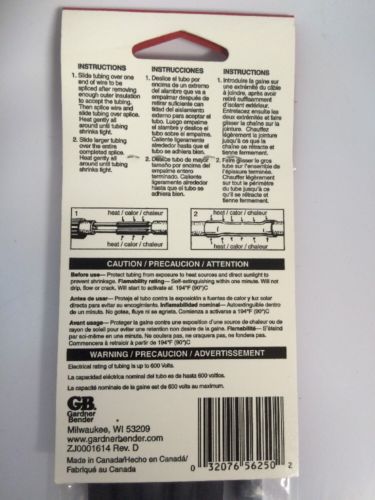 INSTRUCTIONS
1. Slide tubing over one
end of wire to be
spliced after removing
enough outer insulation
to accept the tubing.
Then splice wire and
slide tubing over splice.
Heat gently all
around until tubing
shrinks tight.
2. Slide larger tubing
over the entire
completed splice.
Heat gently all
around until tubing
shrinks tight.
INSTRUCCIONES
1. Deslice el tubo por
encima de un extremo
del alambre que va a
empalmar después de
retirar suficiente can
tidad del aislamiento
externo para aceptar el
tubo. Luego empalme
el alambre y deslice el
tubo sobre el empalme.
Caliente ligeramente
alrededor hasta que el
tubo se adhiera bien.
2. Deslice tubo de mayor
tamaño por encima del
empalme entero
terminado. Caliente
ligeramente alrededor
hasta que el tubo se
adhiera bien.
INSTRUCTIONS
1. Introduire la gaine sur
une extrémité du câble
à joindre, après avoir
retiré suffisamment
d'isolant extérieur.
Entrelacez ensuite les
deux extrémités et faire
glisser la gaine sur la
jointure. Chauffez
légèrement le jointure
jusqu'à ce que la
gaine se rétracte et
tienne fermement.
2. Faire glisser le gros
tube sur l'ensemble de
l'épissure terminée.
Chauffez légèrement
sur tout le périmètre
du tube jusqu'à ce
qu'il se rétracte et
tienne fermement.
1 heat / calor / chaleur
2 heat / calor / chaleur
CAUTION / PRECAUCION / ATTENTION
Before use— Protect tubing from exposure to heat sources and direct sunlight to
prevent shrinkage. Flamability rating— Self-extinguishing within one minute. Will not
drip, flow or crack. Will start to activate at 194°F (90°)C
Antes de usar— Proteja el tubo contra la exposición a fuentes de calor y luz solar
directa para evitar su encogimiento. Inflamabilidad nominal— Autoextinguible dentro
de un minuto. No gotea, fluye ni se agrieta. Comienza a activarse a 194°F (90°)C
Avant usage— Protéger la gaine contre une exposition d'une source de chaleur ou de
rayon de soleil pour éviter une retention non desire de la gaine. Flamabilité— S'éteind
par soi-même en une minute. Ne coulera pas, ne craquera pas, ne fondera pas.
Commencera à retraindre à partir de 194°F (90°)C
WARNING / PRECAUCION / ADVERTISSEMENT
Electrical rating of tubing is up to 600 Volts.
La capacidad eléctrica nominal del tubo es de hasta 600 voltios.
La capacité nominale de la gaine est de 600 volts au maximum.
GB
Gardner
Bender
Milwaukee, WI 53209
www.gardnerbender.com
ZJ0001614 Rev. D
Made in Canada/Hecho en Canadá/
Fabriqué au Canada
0 32076 56250 2